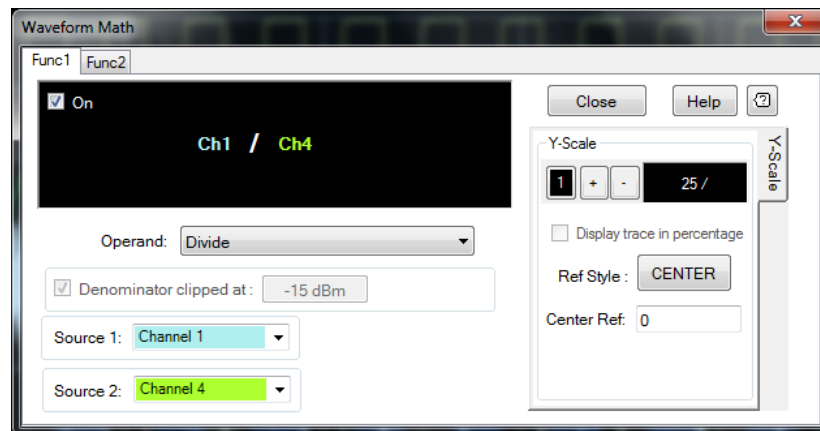 Waveform Math
x
Func1 Func2
On
Ch1 / Ch4
Operand: Divide
Denominator clipped at : -15 dBm
Source 1: Channel 1
Source 2: Channel 4
Close Help ?
Y-Scale
Y-Scale
1 + - 25 /
Display trace in percentage
Ref Style : CENTER
Center Ref: 0